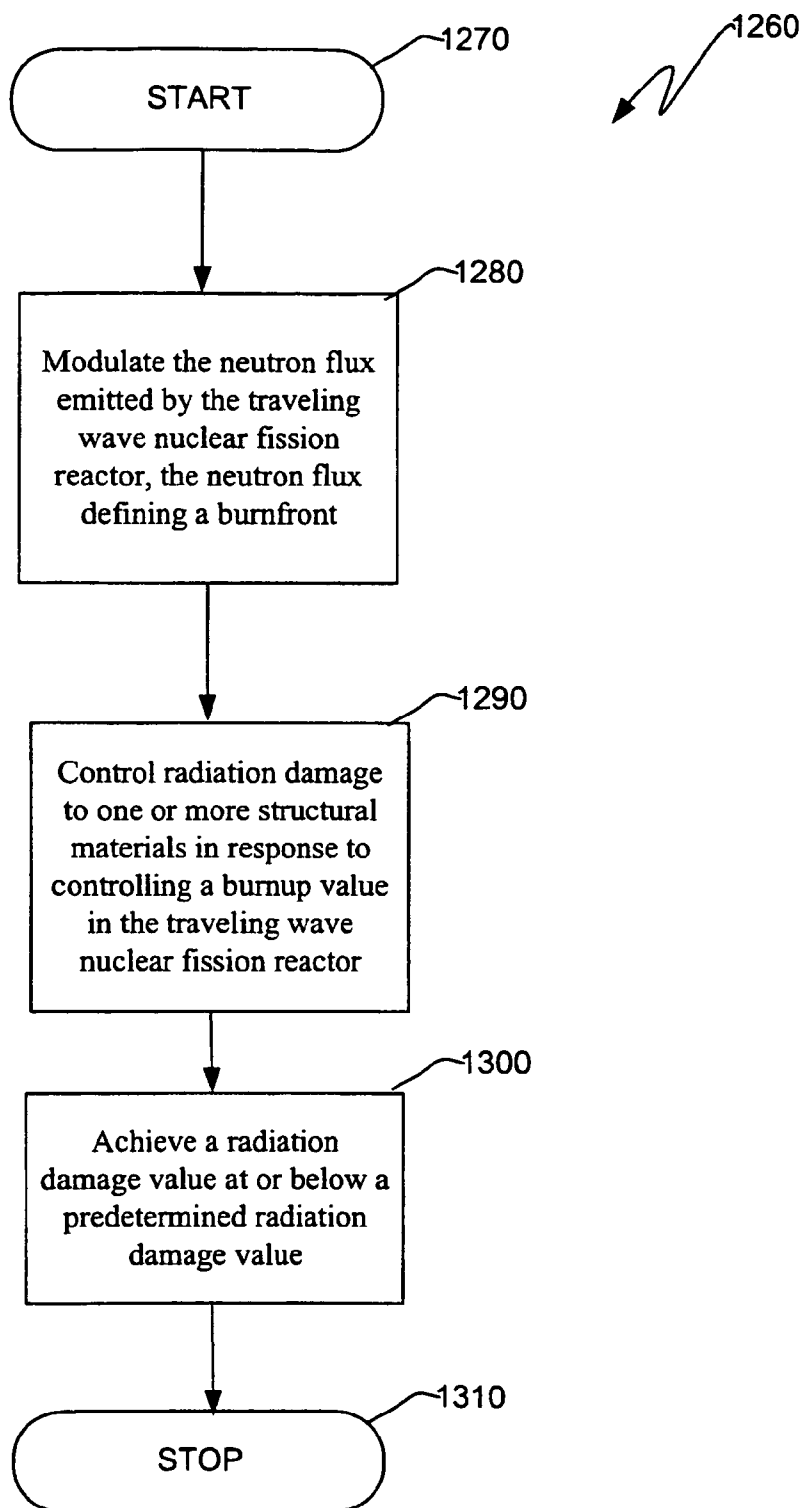 1260
1270
START
1280
Modulate the neutron flux
emitted by the traveling
wave nuclear fission
reactor, the neutron flux
defining a burnfront
1290
Control radiation damage
to one or more structural
materials in response to
controlling a burnup value
in the traveling wave
nuclear fission reactor
1300
Achieve a radiation
damage value at or below a
predetermined radiation
damage value
1310
STOP